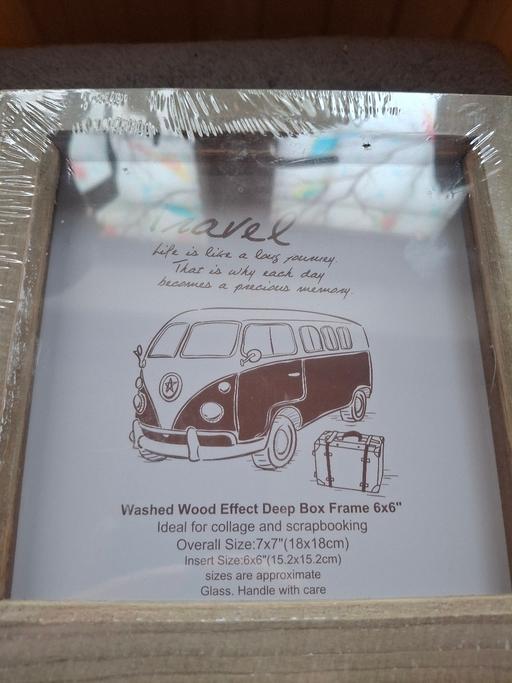 Travel
Life is like a long journey.
That is why each day
becomes a precious memory.
Washed Wood Effect Deep Box Frame 6x6"
Ideal for collage and scrapbooking
Overall Size:7x7"(18x18cm)
Insert Size:6x6"(15.2x15.2cm)
sizes are approximate
Glass. Handle with care